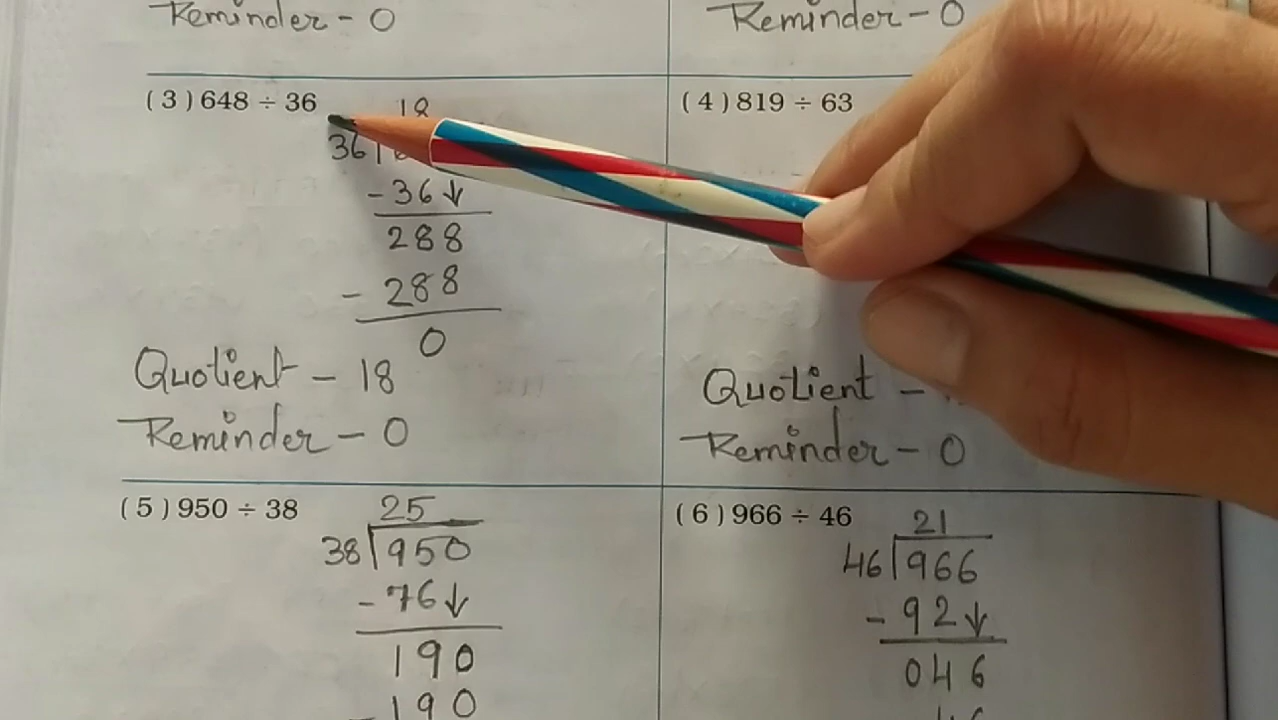 Reminder - 0
Reminder - 0
(3) 648 ÷ 36
18
36
- 36↓
288
- 288
0
Quotient - 18
Reminder - 0
(4) 819 ÷ 63
Quotient -
Reminder - 0
(5) 950 ÷ 38
25
38 950
- 76↓
190
- 190
(6) 966 ÷ 46
21
46 966
- 92↓
046